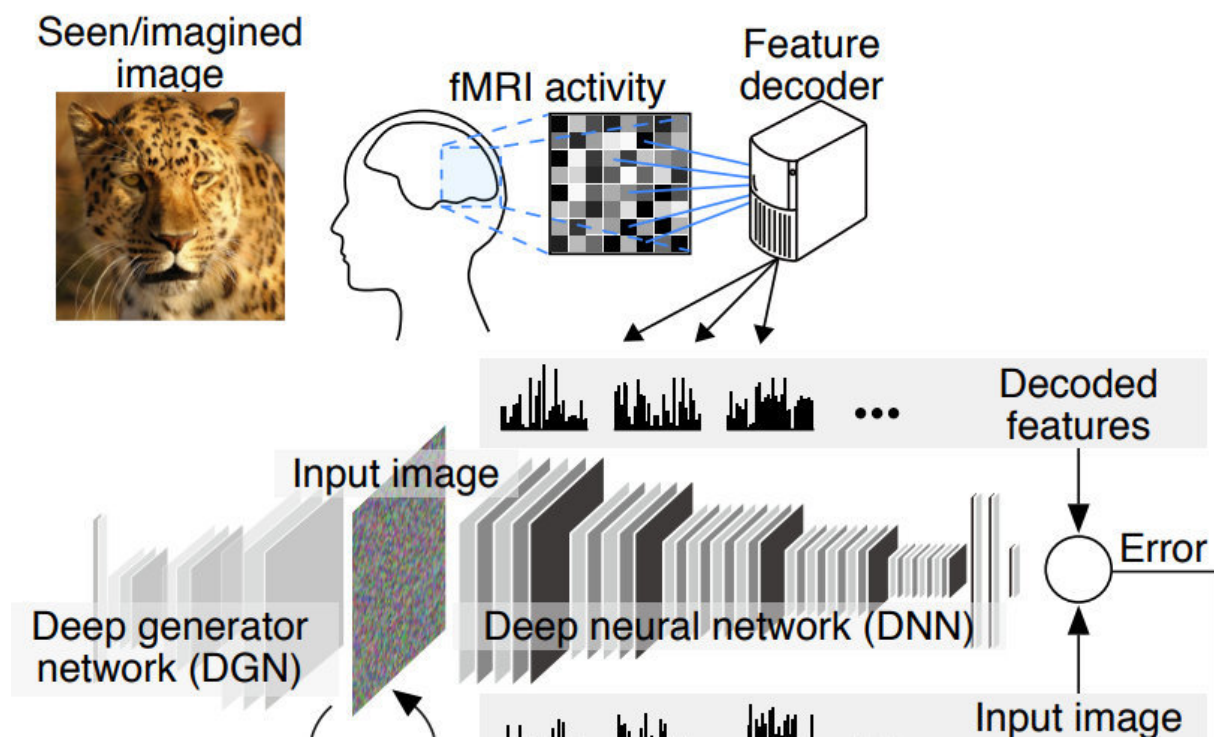 Seen/imagined
image
fMRI activity
Feature
decoder
Decoded
features
Input image
Error
Deep generator
network (DGN)
Deep neural network (DNN)
Input image